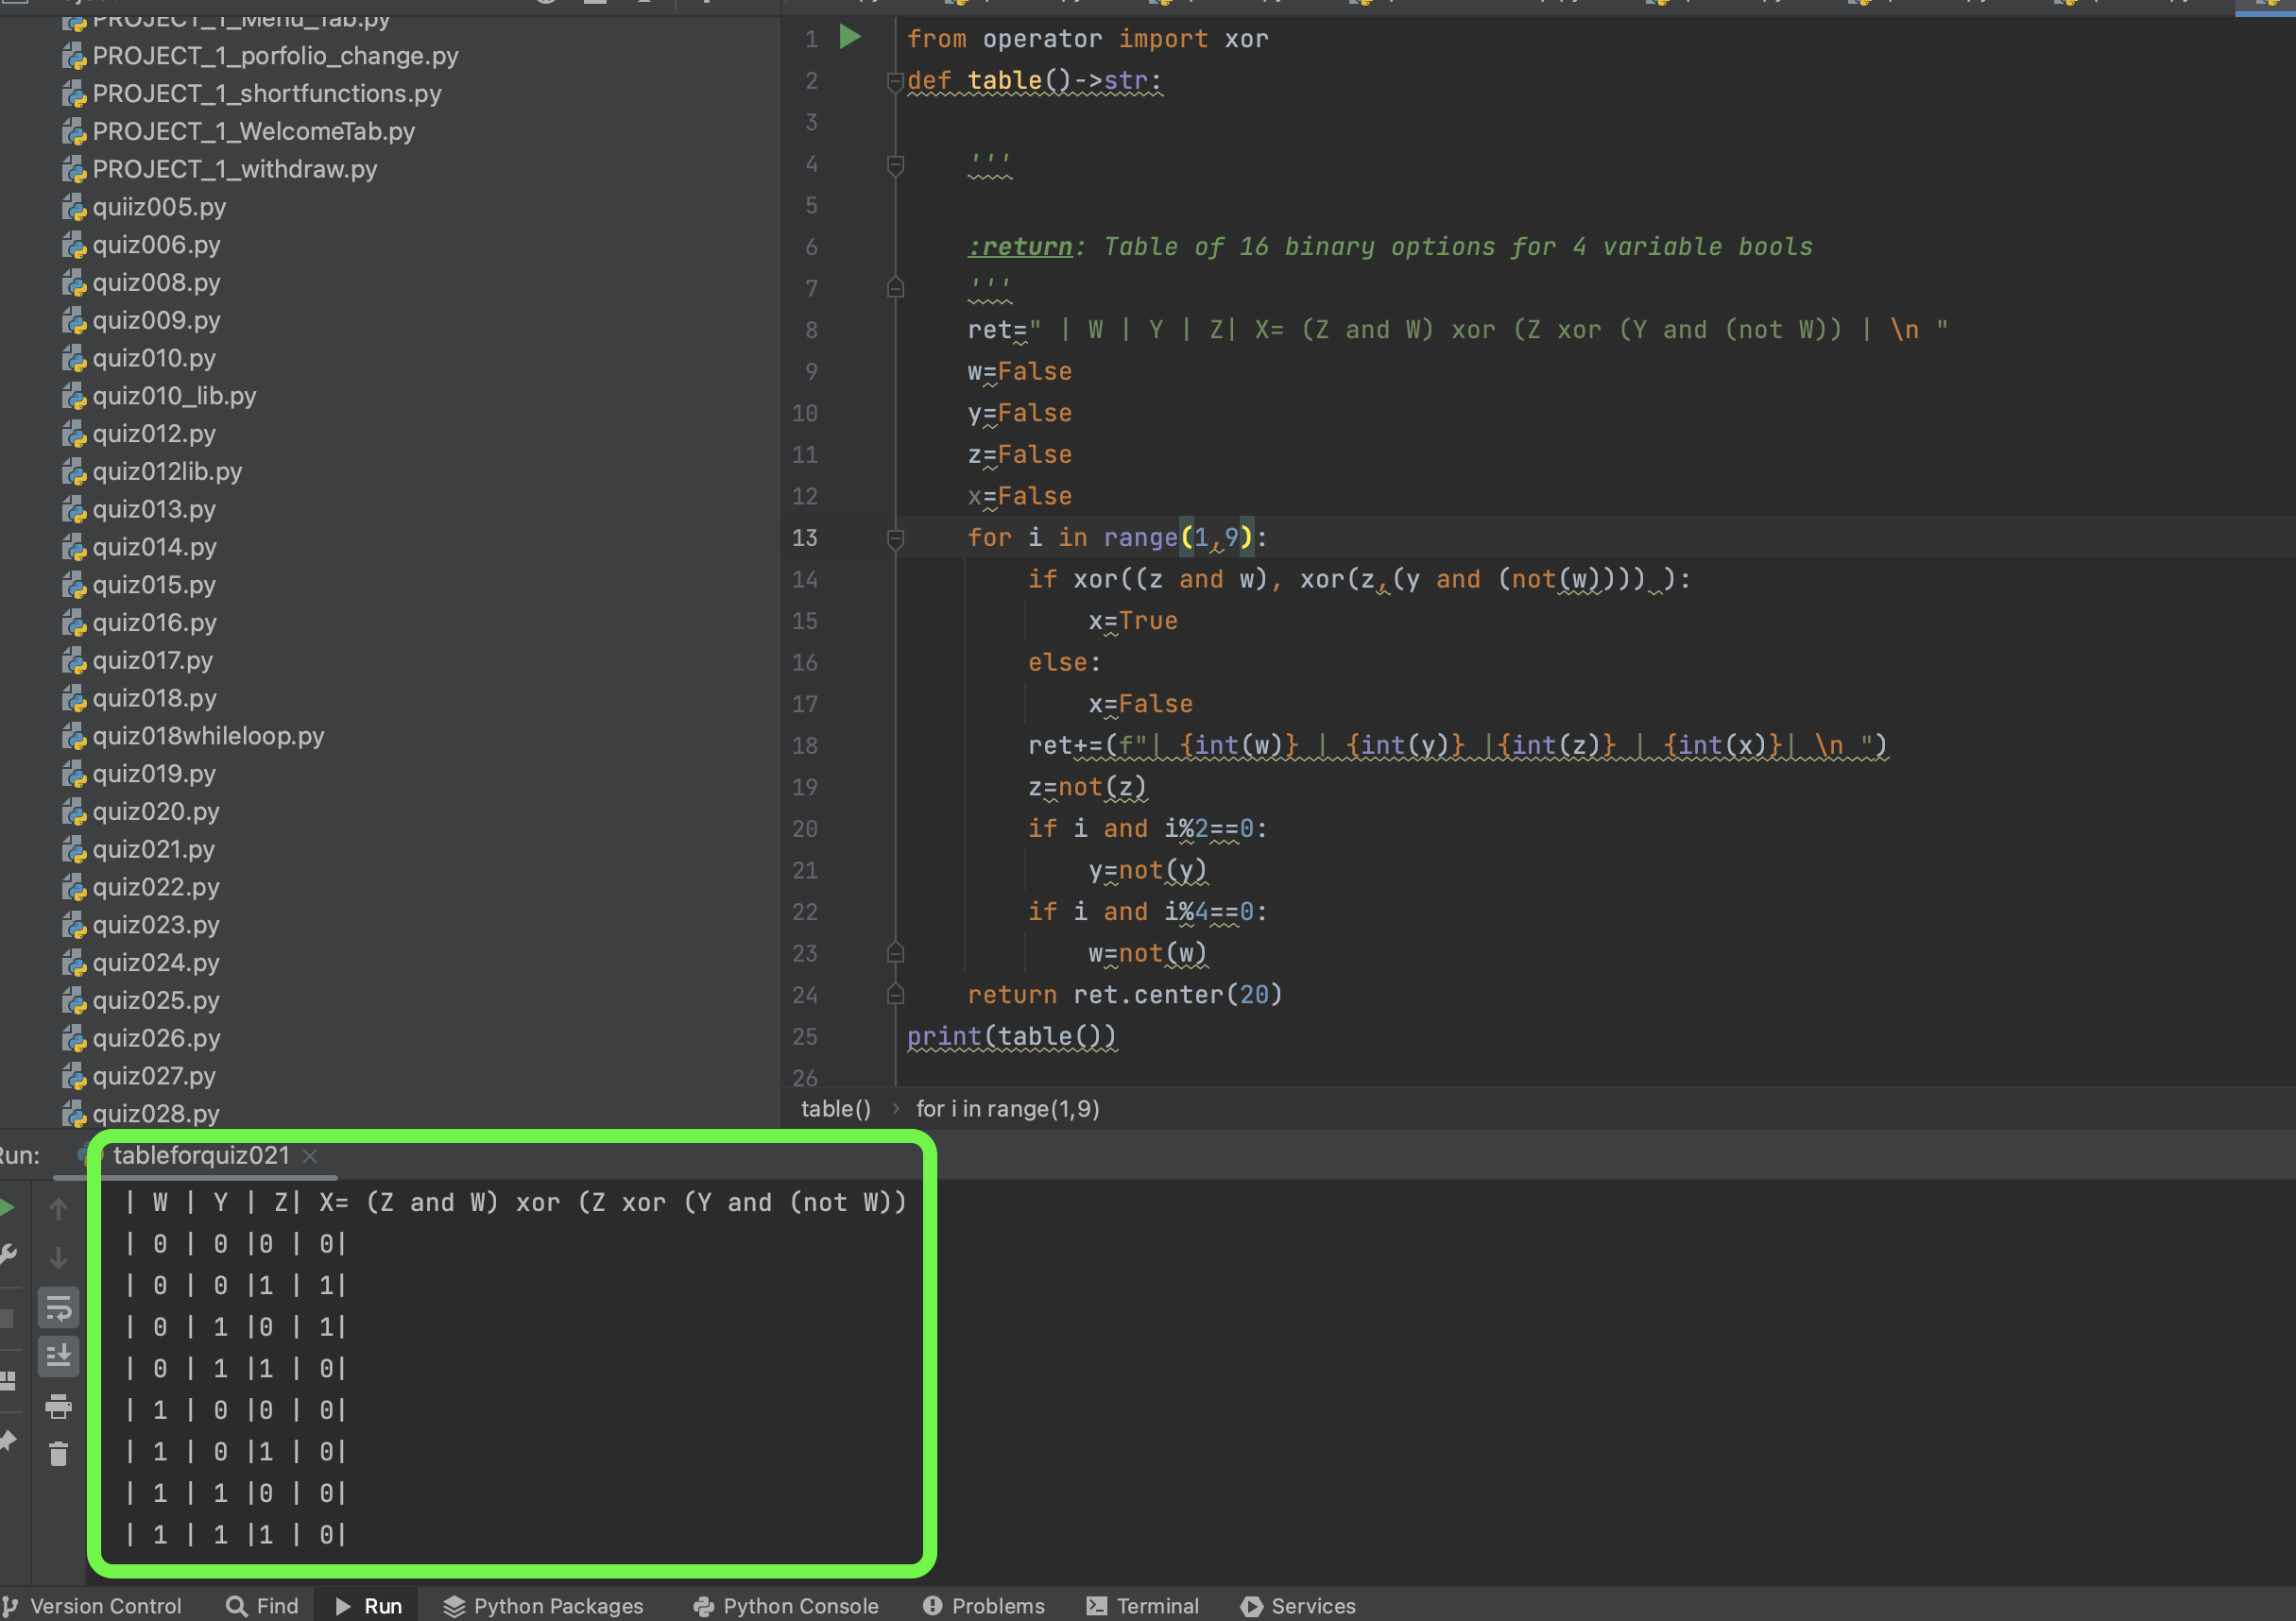 PROJECT_1_Menu_Tab.py
PROJECT_1_porfolio_change.py
PROJECT_1_shortfunctions.py
PROJECT_1_WelcomeTab.py
PROJECT_1_withdraw.py
quiiz005.py
quiz006.py
quiz008.py
quiz009.py
quiz010.py
quiz010_lib.py
quiz012.py
quiz012lib.py
quiz013.py
quiz014.py
quiz015.py
quiz016.py
quiz017.py
quiz018.py
quiz018whileloop.py
quiz019.py
quiz020.py
quiz021.py
quiz022.py
quiz023.py
quiz024.py
quiz025.py
quiz026.py
quiz027.py
quiz028.py
1 from operator import xor
2 def table()->str:
3
4     '''
5
6     :return: Table of 16 binary options for 4 variable bools
7     '''
8     ret=" | W | Y | Z| X= (Z and W) xor (Z xor (Y and (not W)) | \n "
9     w=False
10     y=False
11     z=False
12     x=False
13     for i in range(1,9):
14         if xor((z and w), xor(z,(y and (not(w)))) ):
15             x=True
16         else:
17             x=False
18         ret+=(f"| {int(w)} | {int(y)} |{int(z)} | {int(x)}| \n ")
19         z=not(z)
20         if i and i%2==0:
21             y=not(y)
22         if i and i%4==0:
23             w=not(w)
24     return ret.center(20)
25 print(table())
26
table() › for i in range(1,9)
Run: tableforquiz021 ×
| W | Y | Z| X= (Z and W) xor (Z xor (Y and (not W))
| 0 | 0 |0 | 0|
| 0 | 0 |1 | 1|
| 0 | 1 |0 | 1|
| 0 | 1 |1 | 0|
| 1 | 0 |0 | 0|
| 1 | 0 |1 | 0|
| 1 | 1 |0 | 0|
| 1 | 1 |1 | 0|
Version Control Find Run Python Packages Python Console Problems Terminal Services